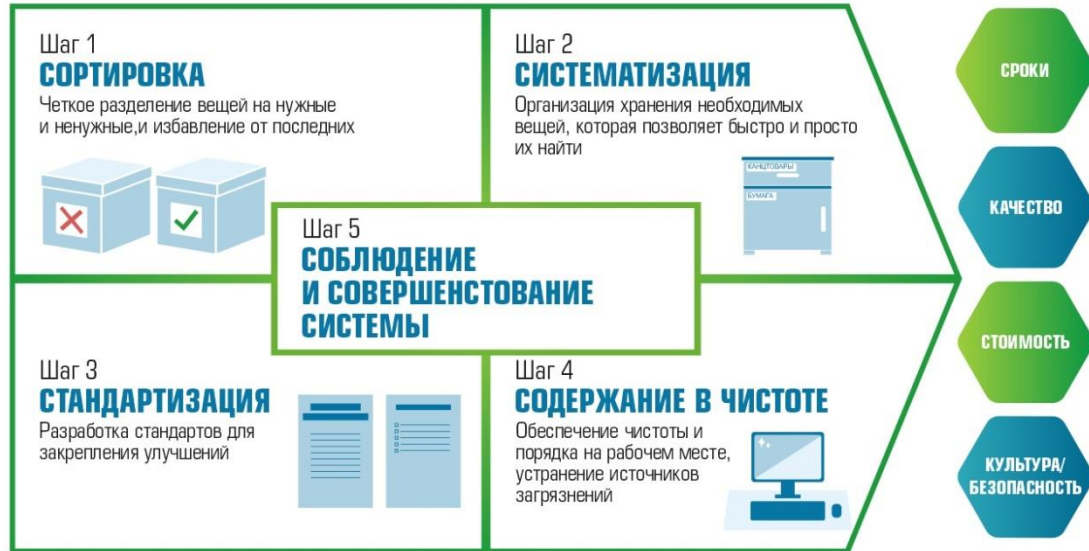 Шаг 1
СОРТИРОВКА
Четкое разделение вещей на нужные
и ненужные,и избавление от последних
Шаг 2
СИСТЕМАТИЗАЦИЯ
Организация хранения необходимых
вещей, которая позволяет быстро и просто
их найти
КАНЦТОВАРЫ
БУМАГА
Шаг 5
СОБЛЮДЕНИЕ
И СОВЕРШЕНСТОВАНИЕ
СИСТЕМЫ
Шаг 3
СТАНДАРТИЗАЦИЯ
Разработка стандартов для
закрепления улучшений
Шаг 4
СОДЕРЖАНИЕ В ЧИСТОТЕ
Обеспечение чистоты и
порядка на рабочем месте,
устранение источников
загрязнений
СРОКИ
КАЧЕСТВО
СТОИМОСТЬ
КУЛЬТУРА/
БЕЗОПАСНОСТЬ